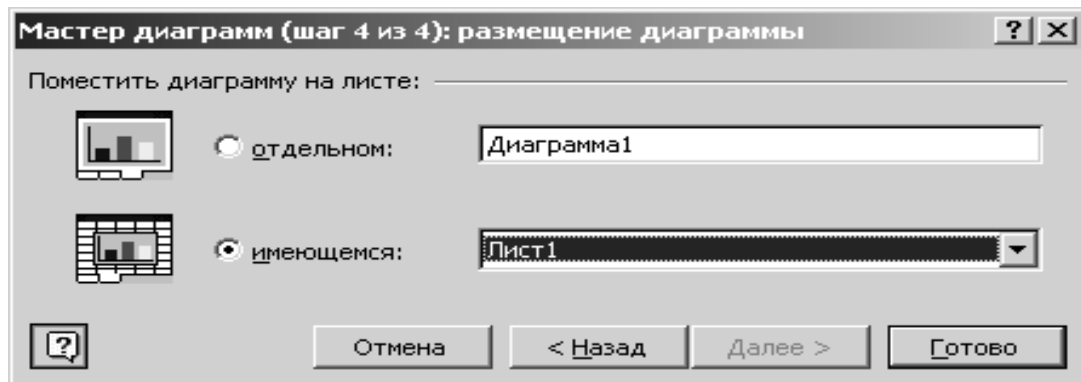 Мастер диаграмм (шаг 4 из 4): размещение диаграммы
Поместить диаграмму на листе:
отдельном: Диаграмма1
имеющемся: Лист1
Отмена < Назад Далее > Готово